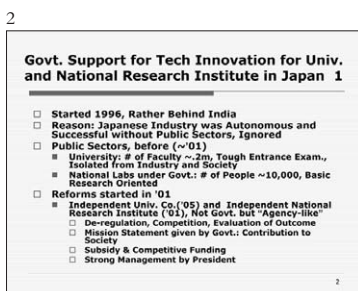 2
Govt. Support for Tech Innovation for Univ.
and National Research Institute in Japan 1
Started 1996, Rather Behind India
Reason: Japanese Industry was Autonomous and
Successful without Public Sectors, Ignored
Public Sectors, before (~'01)
University: # of Faculty ~.2m, Tough Entrance Exam.,
Isolated from Industry and Society
National Labs under Govt.: # of People ~10,000, Basic
Research Oriented
Reforms started in '01
Independent Univ. Co.('05) and Independent National
Research Institute ('01), Not Govt. but "Agency-like"
De-regulation, Competition, Evaluation of Outcome
Mission Statement given by Govt.: Contribution to
Society
Subsidy & Competitive Funding
Strong Management by President
2